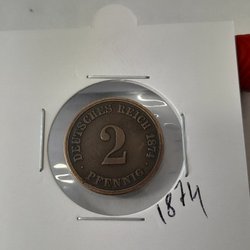 DEUTSCHES REICH 1874
2
PFENNIG
1874